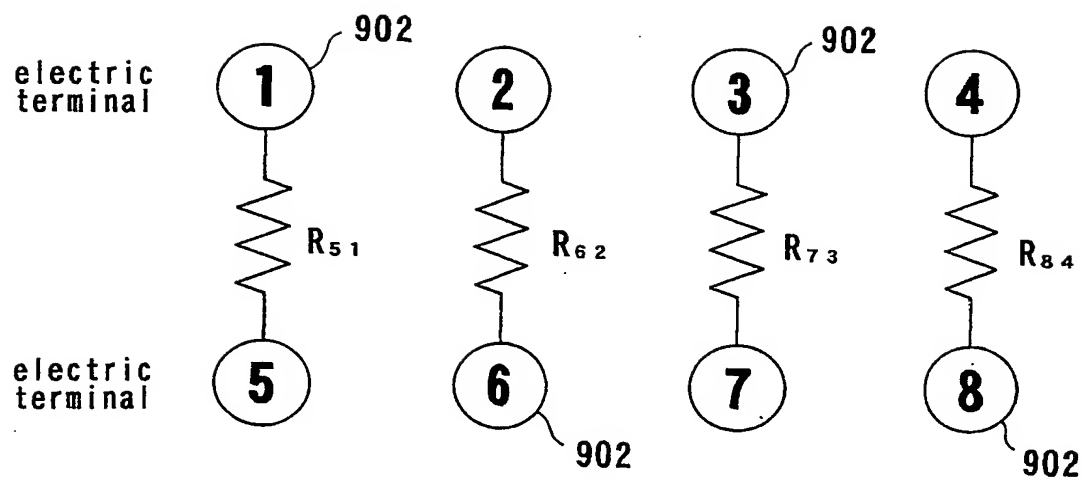 902
902
electric
terminal
1
2
3
4
R₅₁
R₆₂
R₇₃
R₈₄
electric
terminal
5
6
7
8
902
902